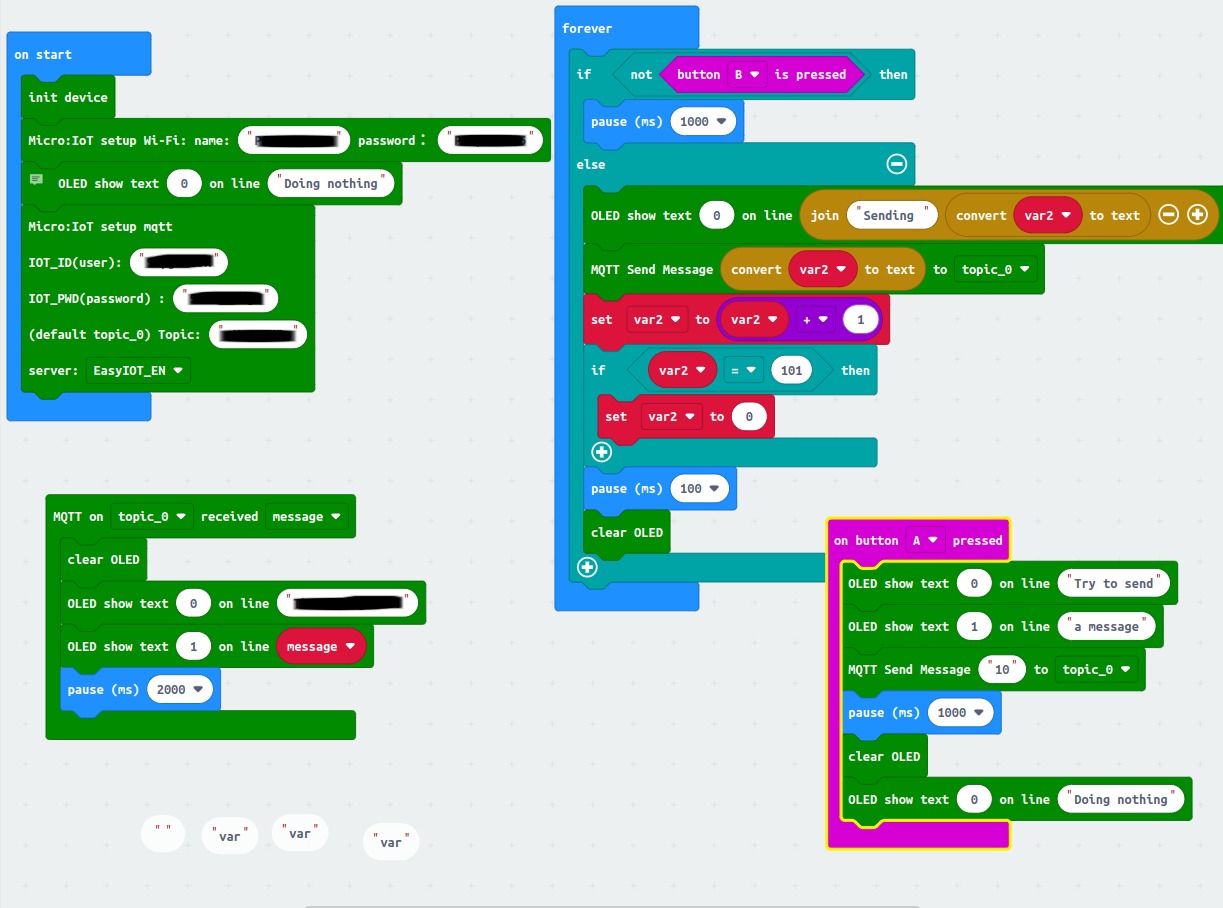 on start
init device
Micro:IoT setup Wi-Fi: name: " " password: " "
OLED show text 0 on line "Doing nothing"
Micro:IoT setup mqtt
IOT_ID(user): " "
IOT_PWD(password) : " "
(default topic_0) Topic: " "
server: EasyIOT_EN
forever
if not button B is pressed then
pause (ms) 1000
else
OLED show text 0 on line join "Sending " convert var2 to text
MQTT Send Message convert var2 to text to topic_0
set var2 to var2 + 1
if var2 = 101 then
set var2 to 0
pause (ms) 100
clear OLED
MQTT on topic_0 received message
clear OLED
OLED show text 0 on line " "
OLED show text 1 on line message
pause (ms) 2000
on button A pressed
OLED show text 0 on line "Try to send"
OLED show text 1 on line "a message"
MQTT Send Message "10" to topic_0
pause (ms) 1000
clear OLED
OLED show text 0 on line "Doing nothing"
" " "var" "var" "var"